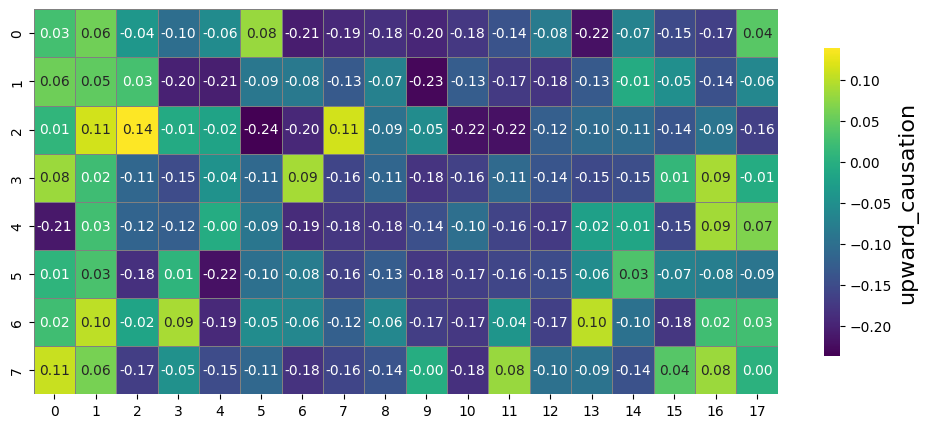 0 0.03 0.06 -0.04 -0.10 -0.06 0.08 -0.21 -0.19 -0.18 -0.20 -0.18 -0.14 -0.08 -0.22 -0.07 -0.15 -0.17 0.04
1 0.06 0.05 0.03 -0.20 -0.21 -0.09 -0.08 -0.13 -0.07 -0.23 -0.13 -0.17 -0.18 -0.13 -0.01 -0.05 -0.14 -0.06
2 0.01 0.11 0.14 -0.01 -0.02 -0.24 -0.20 0.11 -0.09 -0.05 -0.22 -0.22 -0.12 -0.10 -0.11 -0.14 -0.09 -0.16
3 0.08 0.02 -0.11 -0.15 -0.04 -0.11 0.09 -0.16 -0.11 -0.18 -0.16 -0.11 -0.14 -0.15 -0.15 0.01 0.09 -0.01
4 -0.21 0.03 -0.12 -0.12 -0.00 -0.09 -0.19 -0.18 -0.18 -0.14 -0.10 -0.16 -0.17 -0.02 -0.01 -0.15 0.09 0.07
5 0.01 0.03 -0.18 0.01 -0.22 -0.10 -0.08 -0.16 -0.13 -0.18 -0.17 -0.16 -0.15 -0.06 0.03 -0.07 -0.08 -0.09
6 0.02 0.10 -0.02 0.09 -0.19 -0.05 -0.06 -0.12 -0.06 -0.17 -0.17 -0.04 -0.17 0.10 -0.10 -0.18 0.02 0.03
7 0.11 0.06 -0.17 -0.05 -0.15 -0.11 -0.18 -0.16 -0.14 -0.00 -0.18 0.08 -0.10 -0.09 -0.14 0.04 0.08 0.00
0 1 2 3 4 5 6 7 8 9 10 11 12 13 14 15 16 17
0.10
0.05
0.00
−0.05
−0.10
−0.15
−0.20
upward_causation